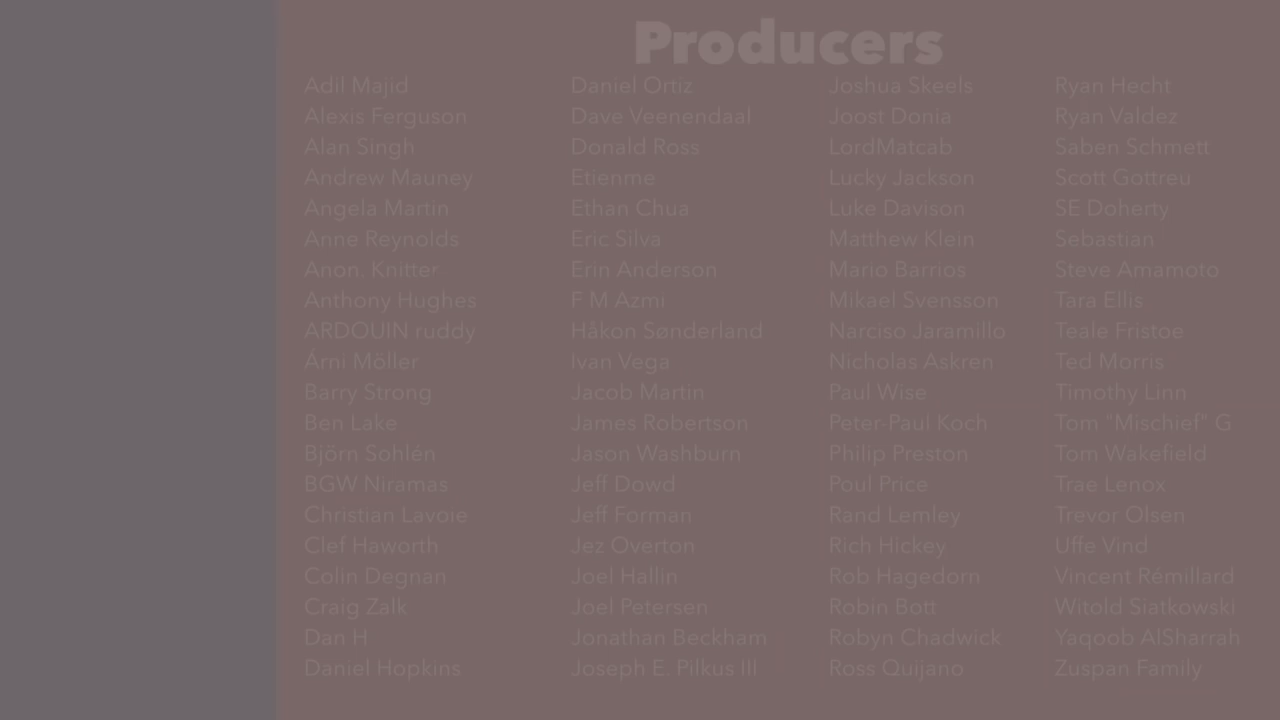 Producers
Adil Majid
Alexis Ferguson
Alan Singh
Andrew Mauney
Angela Martin
Anne Reynolds
Anon. Knitter
Anthony Hughes
ARDOUIN ruddy
Árni Möller
Barry Strong
Ben Lake
Björn Sohlén
BGW Niramas
Christian Lavoie
Clef Haworth
Colin Degnan
Craig Zalk
Dan H
Daniel Hopkins
Daniel Ortiz
Dave Veenendaal
Donald Ross
Etienme
Ethan Chua
Eric Silva
Erin Anderson
F M Azmi
Håkon Sønderland
Ivan Vega
Jacob Martin
James Robertson
Jason Washburn
Jeff Dowd
Jeff Forman
Jez Overton
Joel Hallin
Joel Petersen
Jonathan Beckham
Joseph E. Pilkus III
Joshua Skeels
Joost Donia
LordMatcab
Lucky Jackson
Luke Davison
Matthew Klein
Mario Barrios
Mikael Svensson
Narciso Jaramillo
Nicholas Askren
Paul Wise
Peter-Paul Koch
Philip Preston
Poul Price
Rand Lemley
Rich Hickey
Rob Hagedorn
Robin Bott
Robyn Chadwick
Ross Quijano
Ryan Hecht
Ryan Valdez
Saben Schmett
Scott Gottreu
SE Doherty
Sebastian
Steve Amamoto
Tara Ellis
Teale Fristoe
Ted Morris
Timothy Linn
Tom "Mischief" G
Tom Wakefield
Trae Lenox
Trevor Olsen
Uffe Vind
Vincent Rémillard
Witold Siatkowski
Yaqoob AlSharrah
Zuspan Family